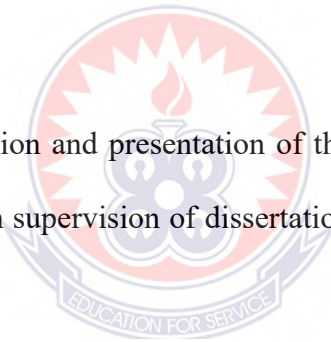 ion and presentation of th
supervision of dissertatio
EDUCATION FOR SERVICE